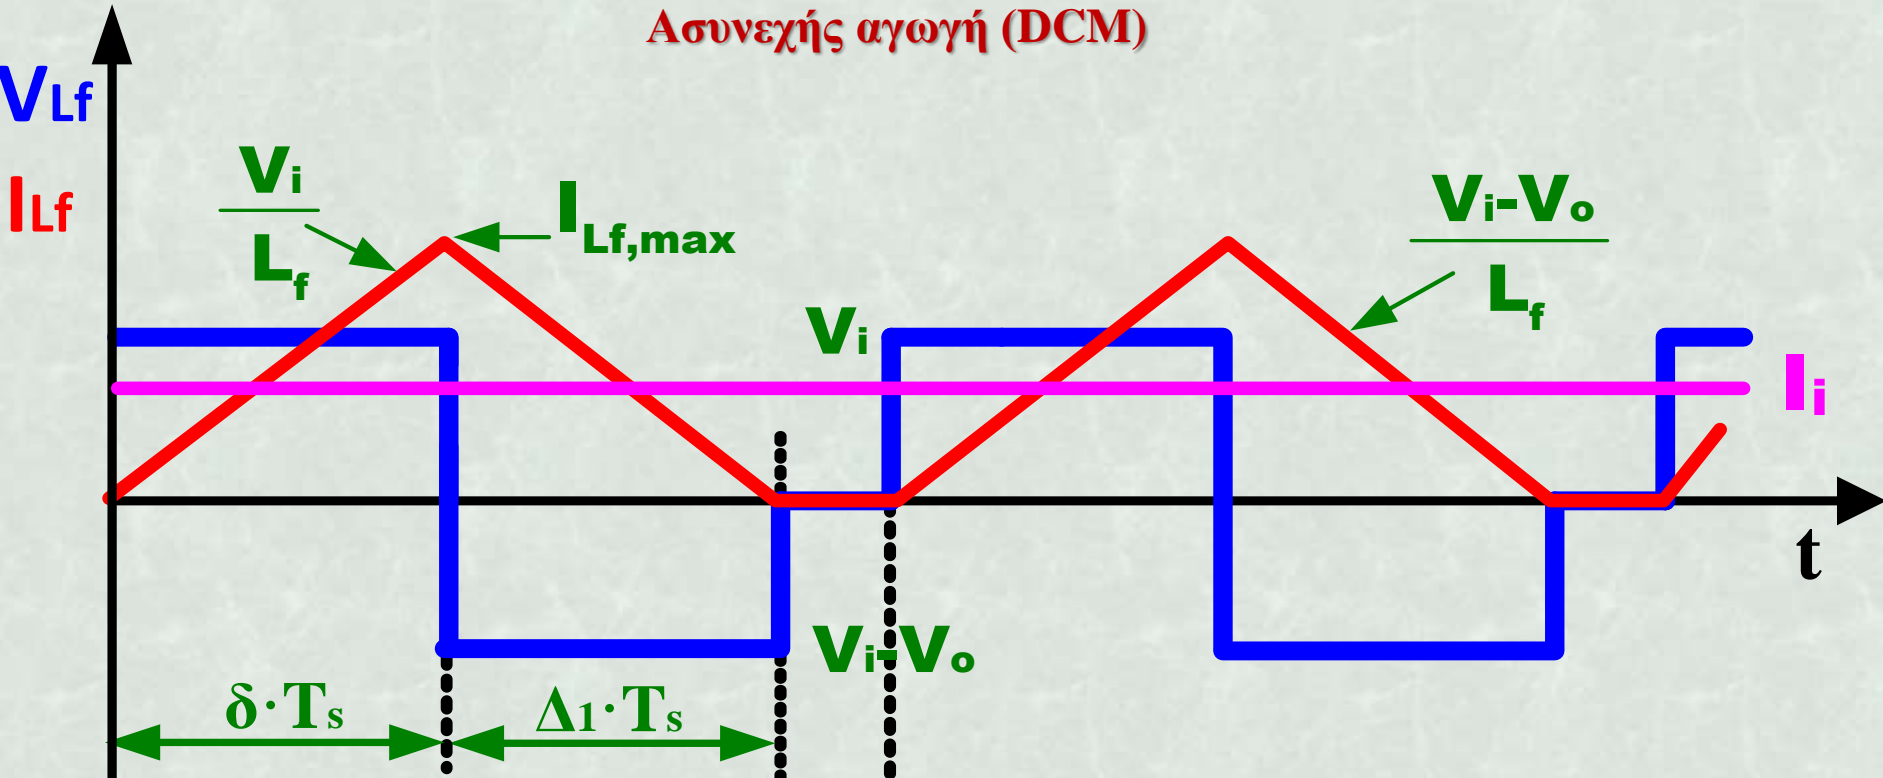 Ασυνεχής αγωγή (DCM)
VLf
ILf
Vi
Lf
ILf,max
Vi-Vo
Lf
Vi
Ii
t
Vi-Vo
δ·Ts
Δ1·Ts